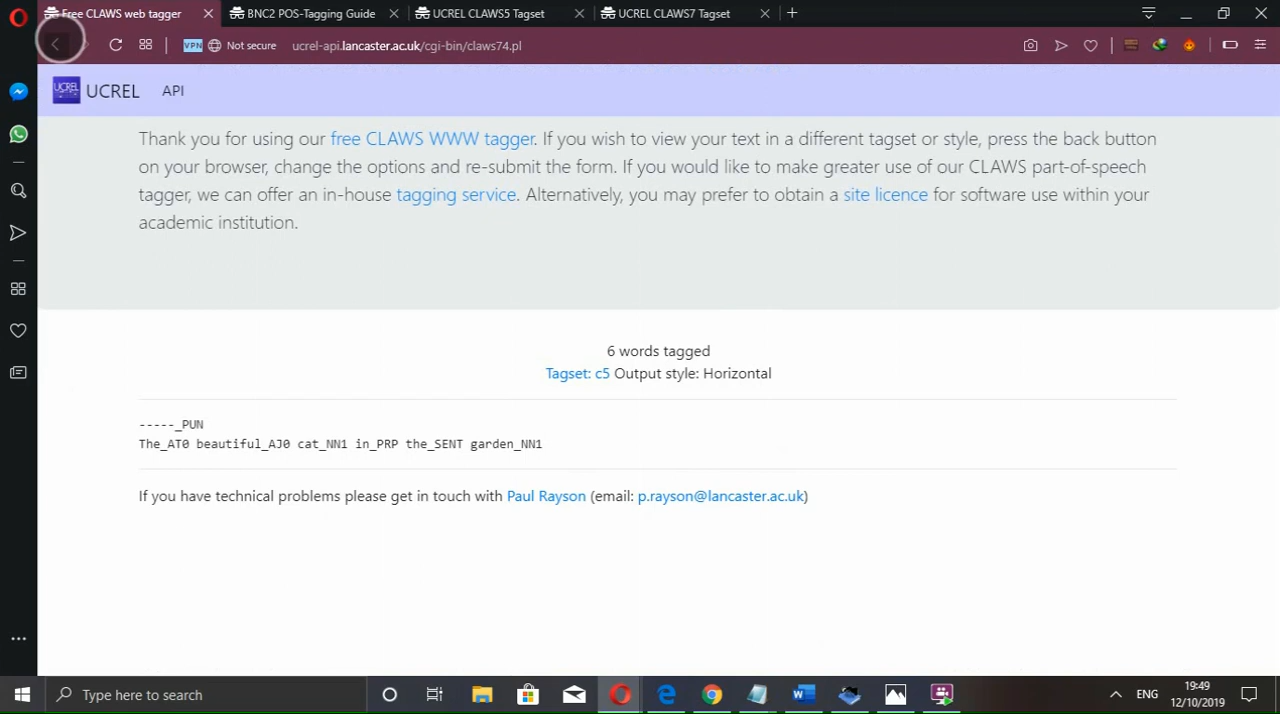 Free CLAWS web tagger
BNC2 POS-Tagging Guide
UCREL CLAWS5 Tagset
UCREL CLAWS7 Tagset
VPN Not secure ucrel-api.lancaster.ac.uk/cgi-bin/claws74.pl
UCREL UCREL API
Thank you for using our free CLAWS WWW tagger. If you wish to view your text in a different tagset or style, press the back button
on your browser, change the options and re-submit the form. If you would like to make greater use of our CLAWS part-of-speech
tagger, we can offer an in-house tagging service. Alternatively, you may prefer to obtain a site licence for software use within your
academic institution.
6 words tagged
Tagset: c5 Output style: Horizontal
-----_PUN
The_AT0 beautiful_AJ0 cat_NN1 in_PRP the_SENT garden_NN1
If you have technical problems please get in touch with Paul Rayson (email: p.rayson@lancaster.ac.uk)
Type here to search
ENG
19:49
12/10/2019